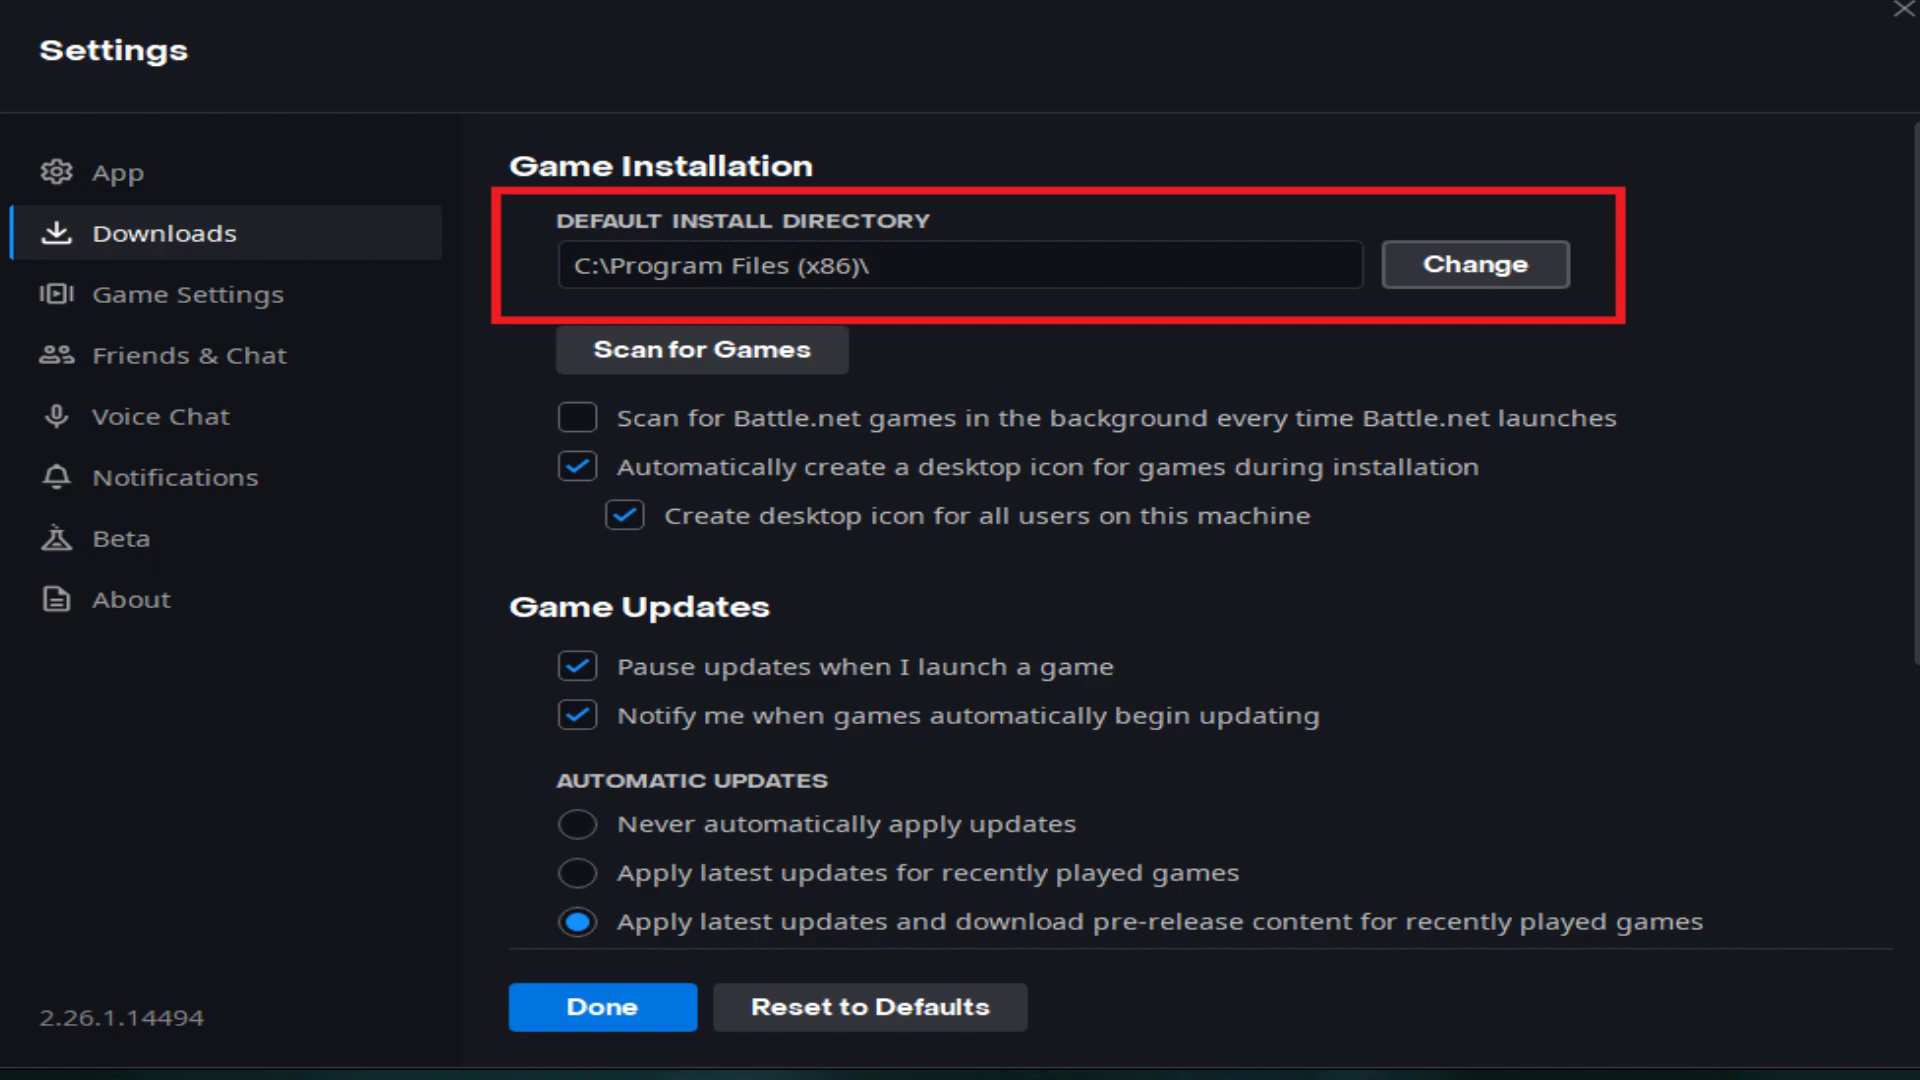 Settings
App
Downloads
Game Settings
Friends & Chat
Voice Chat
Notifications
Beta
About
2.26.1.14494
Game Installation
DEFAULT INSTALL DIRECTORY
C:\Program Files (x86)\
Change
Scan for Games
Scan for Battle.net games in the background every time Battle.net launches
Automatically create a desktop icon for games during installation
Create desktop icon for all users on this machine
Game Updates
Pause updates when I launch a game
Notify me when games automatically begin updating
AUTOMATIC UPDATES
Never automatically apply updates
Apply latest updates for recently played games
Apply latest updates and download pre-release content for recently played games
Done
Reset to Defaults